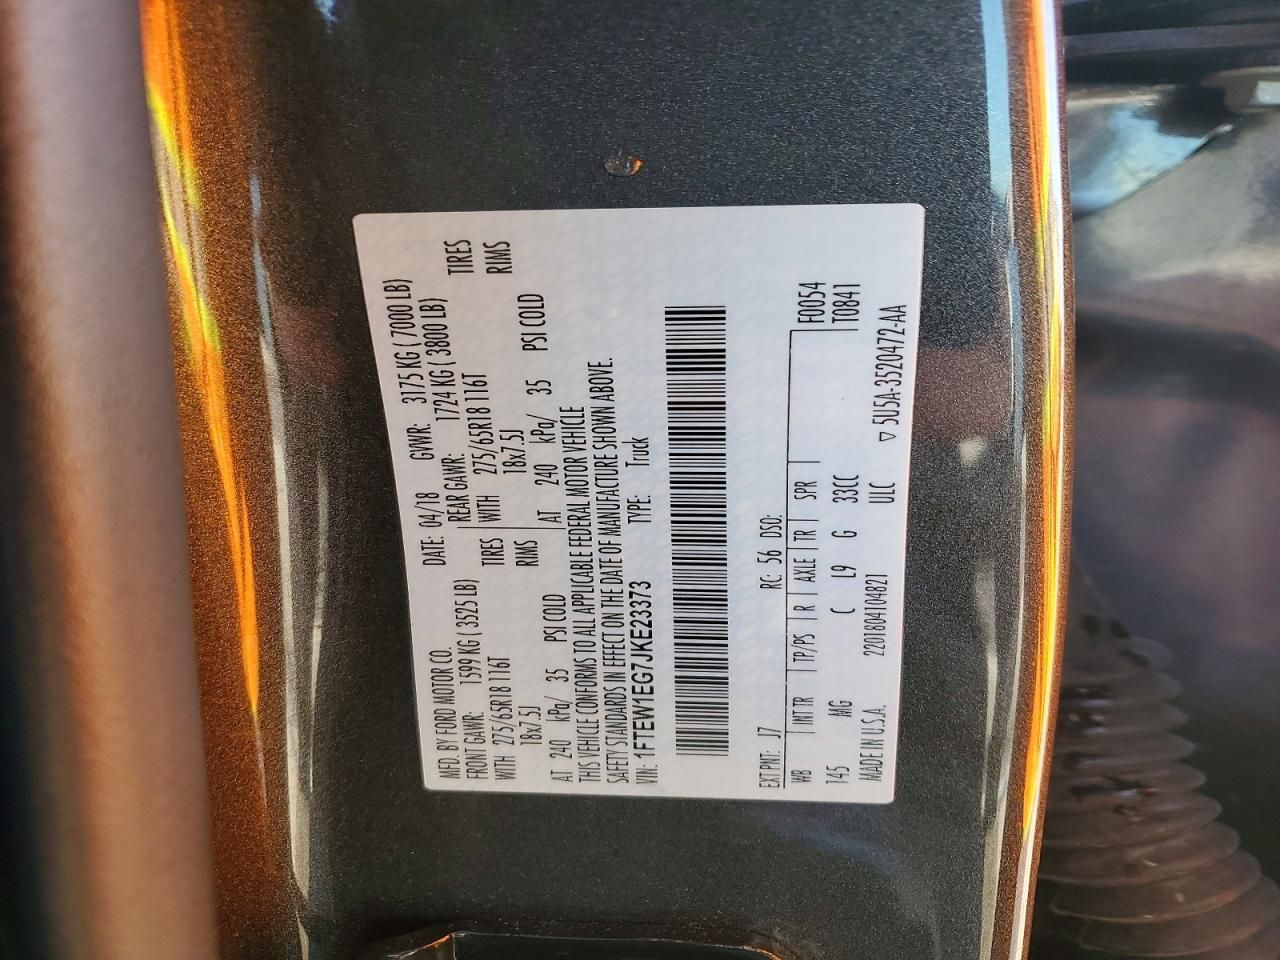 MFD. BY FORD MOTOR CO.
DATE: 04/18 GVWR: 3175 KG ( 7000 LB)
FRONT GAWR: 1599 KG ( 3525 LB) REAR GAWR: 1724 KG ( 3800 LB)
WITH 275/65R18 116T TIRES WITH 275/65R18 116T TIRES
18x7.5J RIMS 18x7.5J RIMS
AT 240 kPa/ 35 PSI COLD AT 240 kPa/ 35 PSI COLD
THIS VEHICLE CONFORMS TO ALL APPLICABLE FEDERAL MOTOR VEHICLE
SAFETY STANDARDS IN EFFECT ON THE DATE OF MANUFACTURE SHOWN ABOVE.
VIN: 1FTEW1EG7JKE23373 TYPE: Truck
EXT PNT: J7 RC: 56 DSO:
WB INT TR TP/PS R AXLE TR SPR F0054
T0841
145 MG C L9 G 33CC
MADE IN U.S.A. 220180410482I ULC ▽ 5U5A-3520472-AA